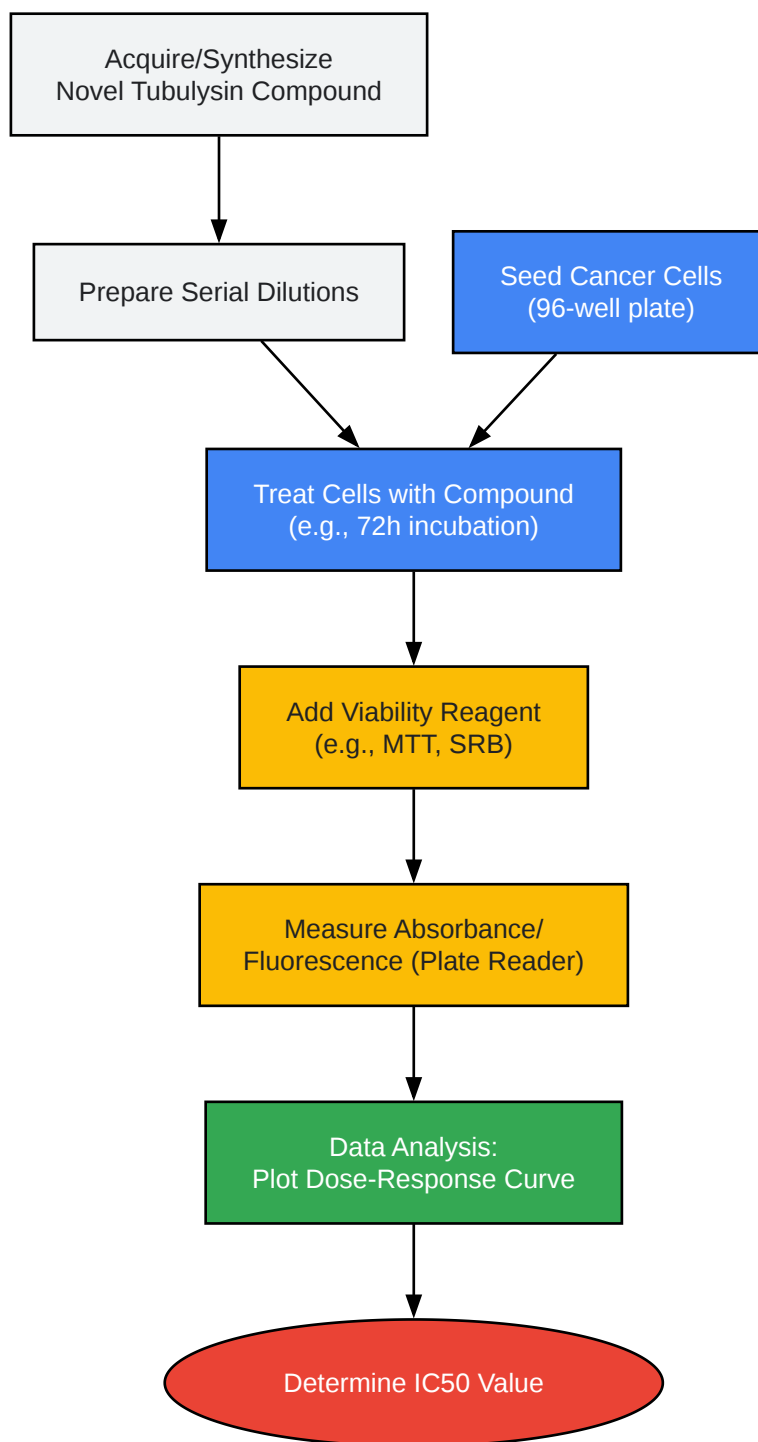 Acquire/Synthesize
Novel Tubulysin Compound
Prepare Serial Dilutions
Seed Cancer Cells
(96-well plate)
Treat Cells with Compound
(e.g., 72h incubation)
Add Viability Reagent
(e.g., MTT, SRB)
Measure Absorbance/
Fluorescence (Plate Reader)
Data Analysis:
Plot Dose-Response Curve
Determine IC50 Value